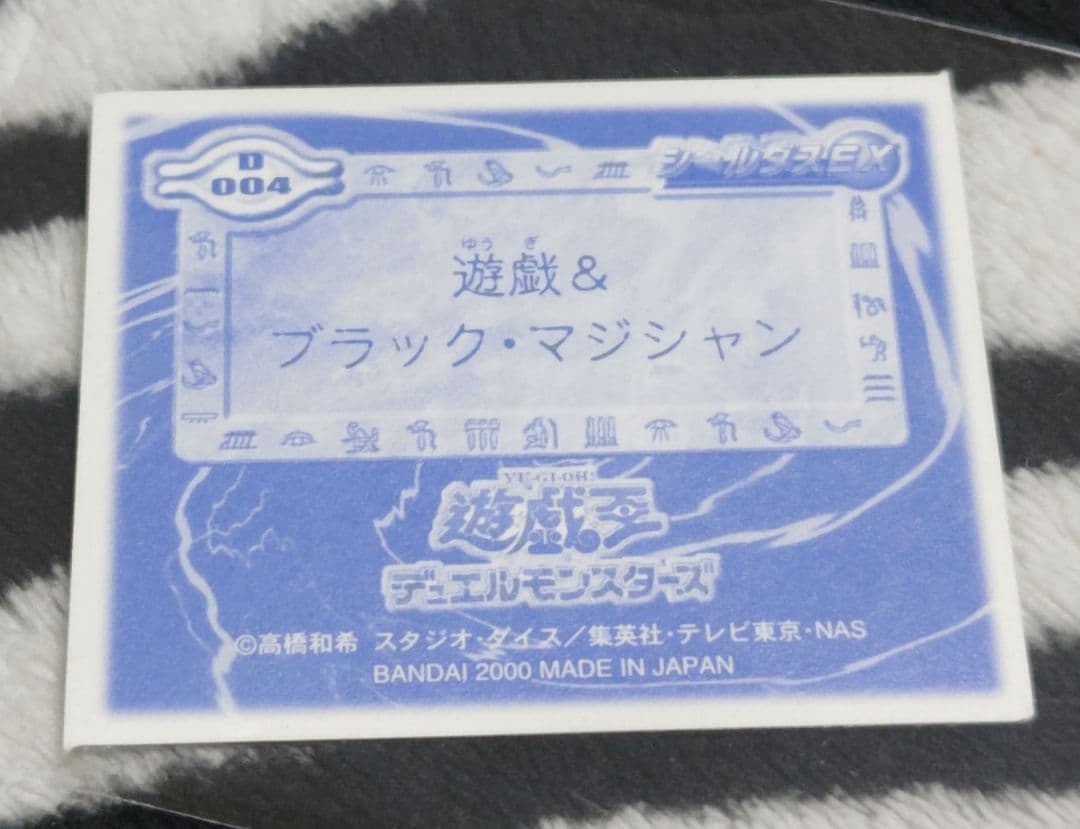 D
004
シールダスEX
ゆう ぎ
遊戯&
ブラック・マジシャン
YU-GI-OH!
遊戯王
デュエルモンスターズ
©高橋和希 スタジオ・ダイス／集英社・テレビ東京・NAS
BANDAI 2000 MADE IN JAPAN